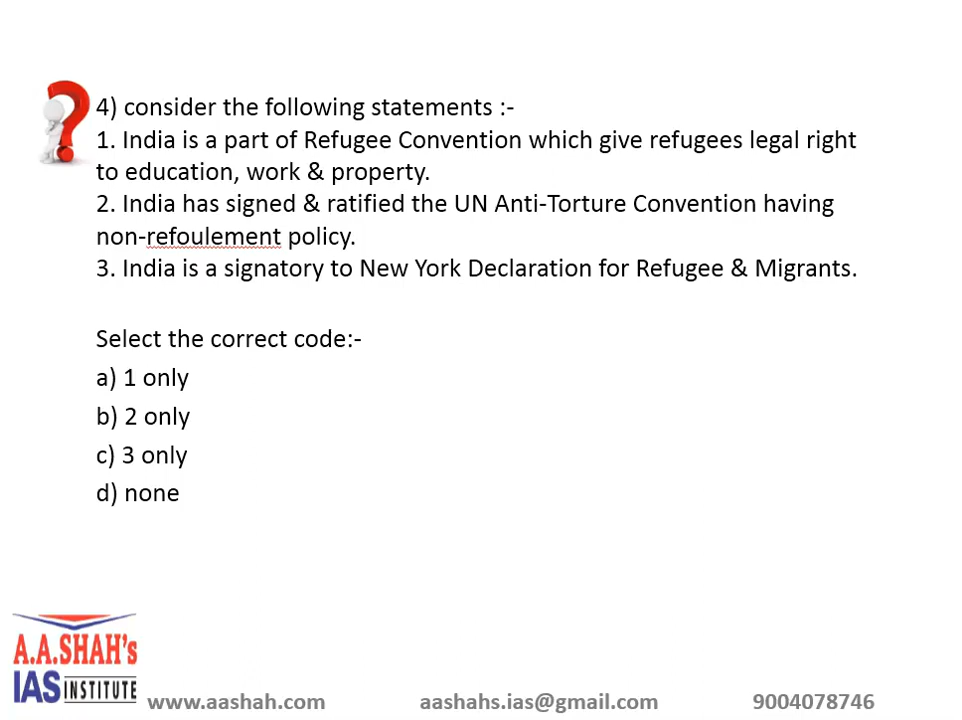 4) consider the following statements :-
1. India is a part of Refugee Convention which give refugees legal right
to education, work & property.
2. India has signed & ratified the UN Anti-Torture Convention having
non-refoulement policy.
3. India is a signatory to New York Declaration for Refugee & Migrants.
Select the correct code:-
a) 1 only
b) 2 only
c) 3 only
d) none
A.A.SHAH's
IAS INSTITUTE
www.aashah.com aashahs.ias@gmail.com 9004078746